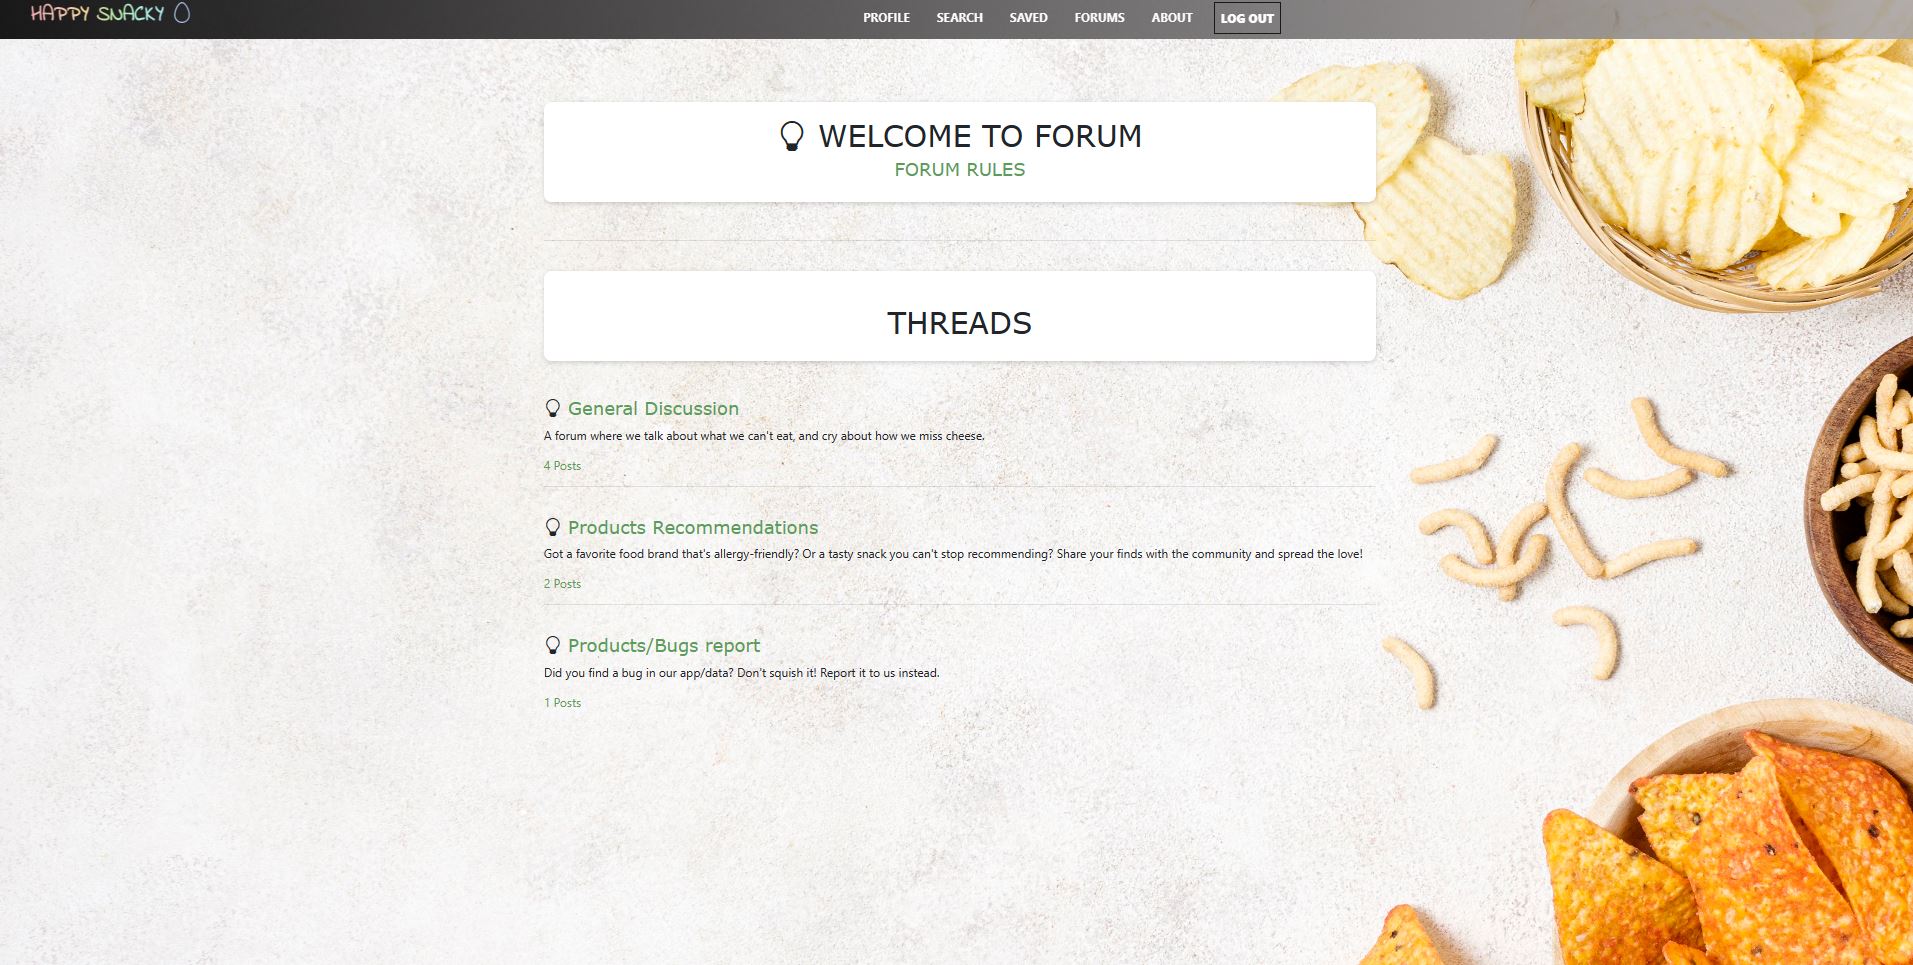 HAPPY SNACKY
PROFILE SEARCH SAVED FORUMS ABOUT LOG OUT
WELCOME TO FORUM
FORUM RULES
THREADS
General Discussion
A forum where we talk about what we can't eat, and cry about how we miss cheese.
4 Posts
Products Recommendations
Got a favorite food brand that's allergy-friendly? Or a tasty snack you can't stop recommending? Share your finds with the community and spread the love!
2 Posts
Products/Bugs report
Did you find a bug in our app/data? Don't squish it! Report it to us instead.
1 Posts